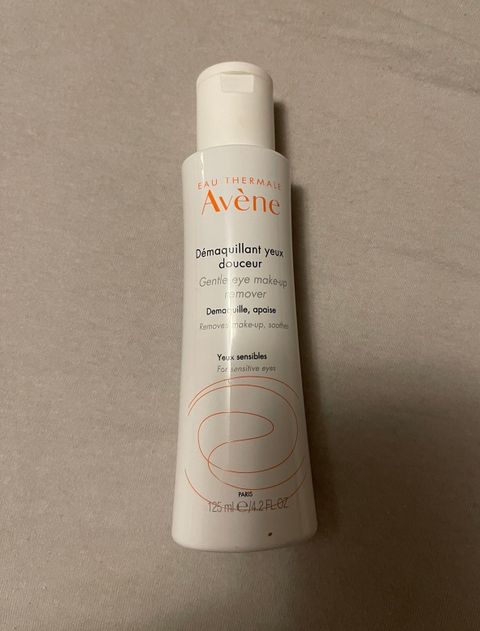 EAU THERMALE
Avène
Démaquillant yeux
douceur
Gentle eye make-up
remover
Demaquille, apaise
Removes make-up, soothes
Yeux sensibles
For sensitive eyes
PARIS
125 ml ℮/4.2 FL.OZ.